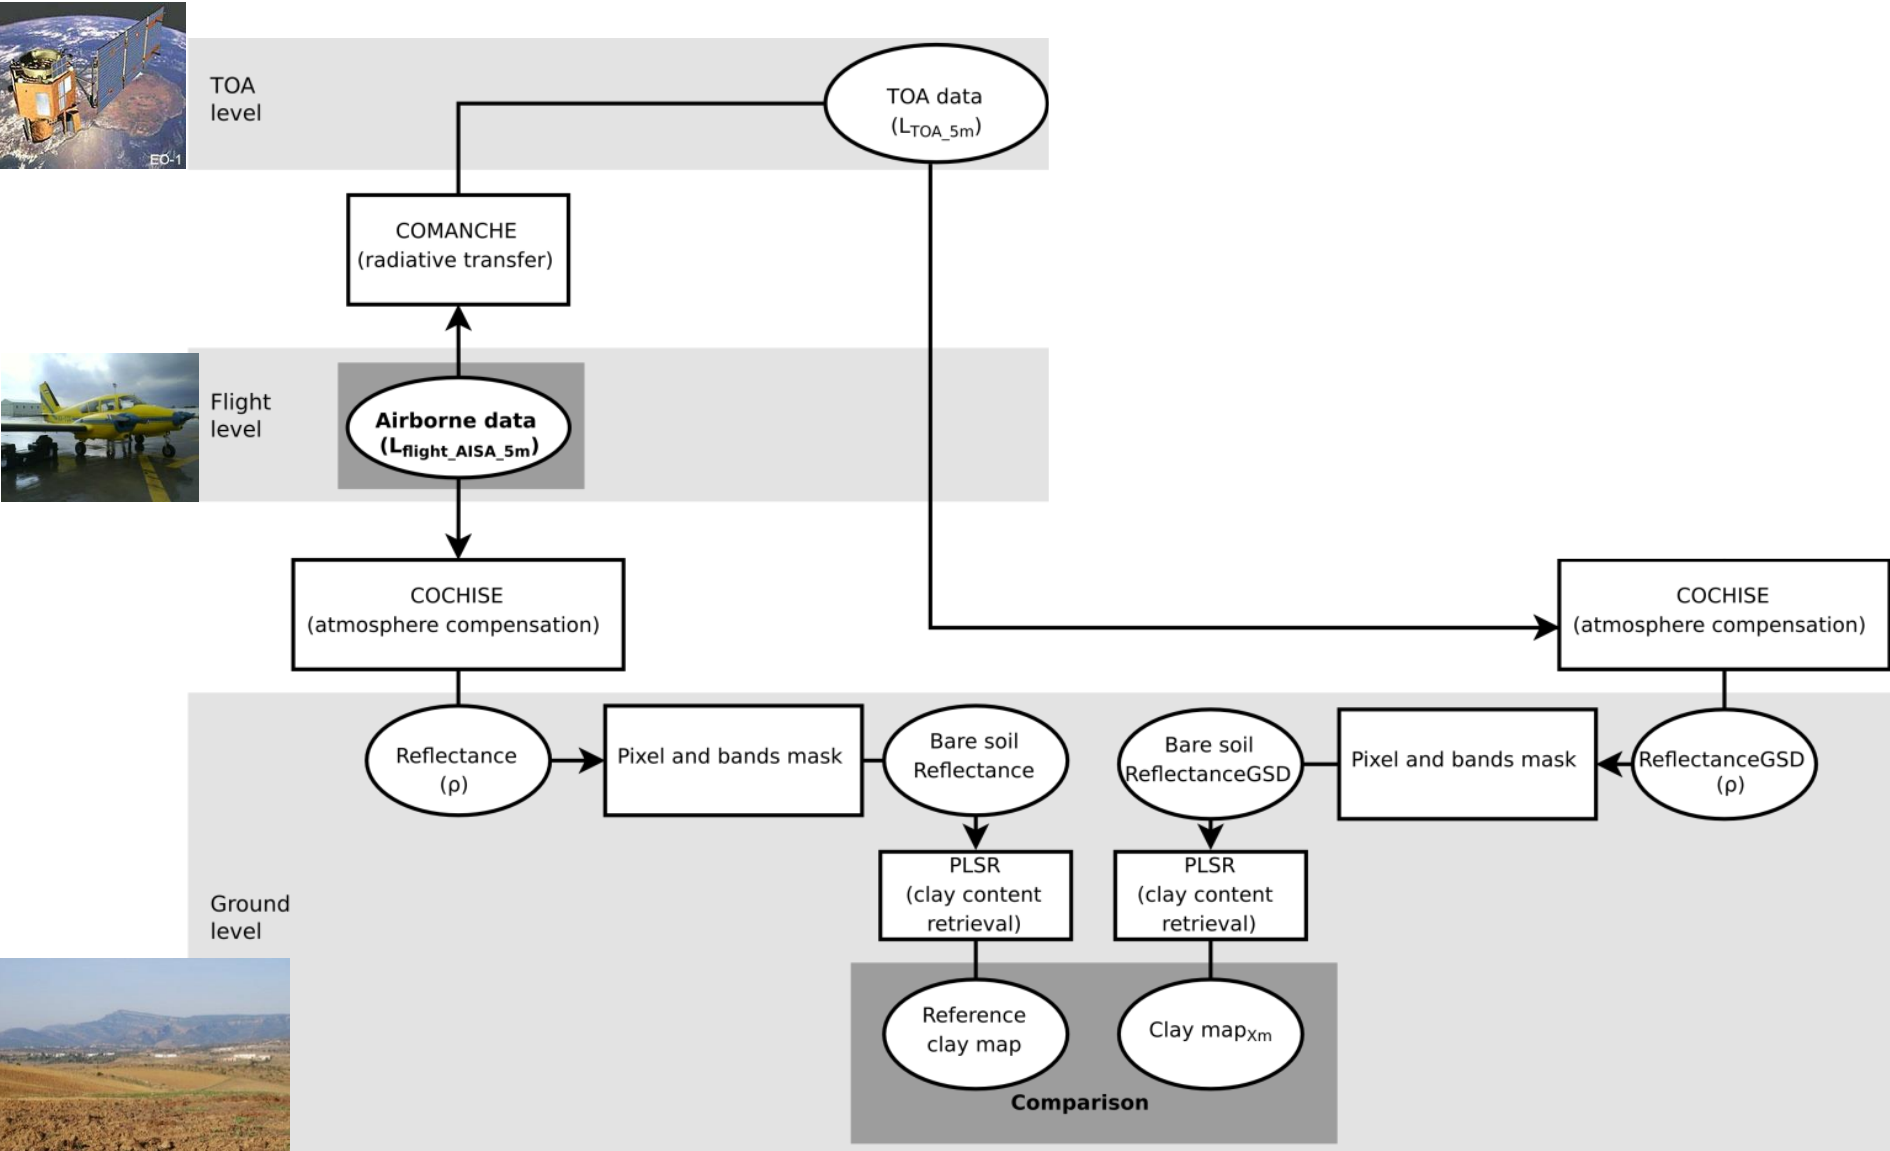 EO-1
TOA
level
TOA data
(LTOA_5m)
COMANCHE
(radiative transfer)
Flight
level
Airborne data
(Lflight_AISA_5m)
COCHISE
(atmosphere compensation)
COCHISE
(atmosphere compensation)
Reflectance
(ρ)
Pixel and bands mask
Bare soil
Reflectance
Bare soil
ReflectanceGSD
Pixel and bands mask
ReflectanceGSD
(ρ)
PLSR
(clay content
retrieval)
PLSR
(clay content
retrieval)
Ground
level
Reference
clay map
Clay mapXm
Comparison